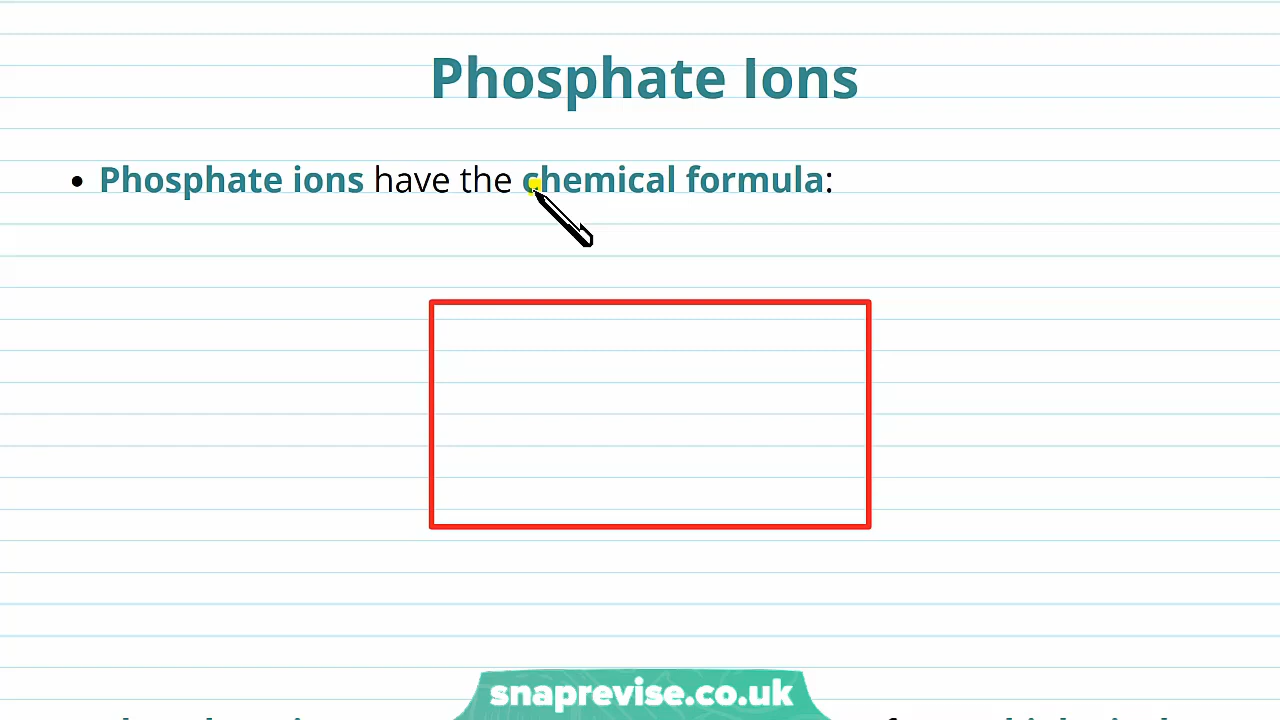 Phosphate Ions
• Phosphate ions have the chemical formula:
snaprevise.co.uk